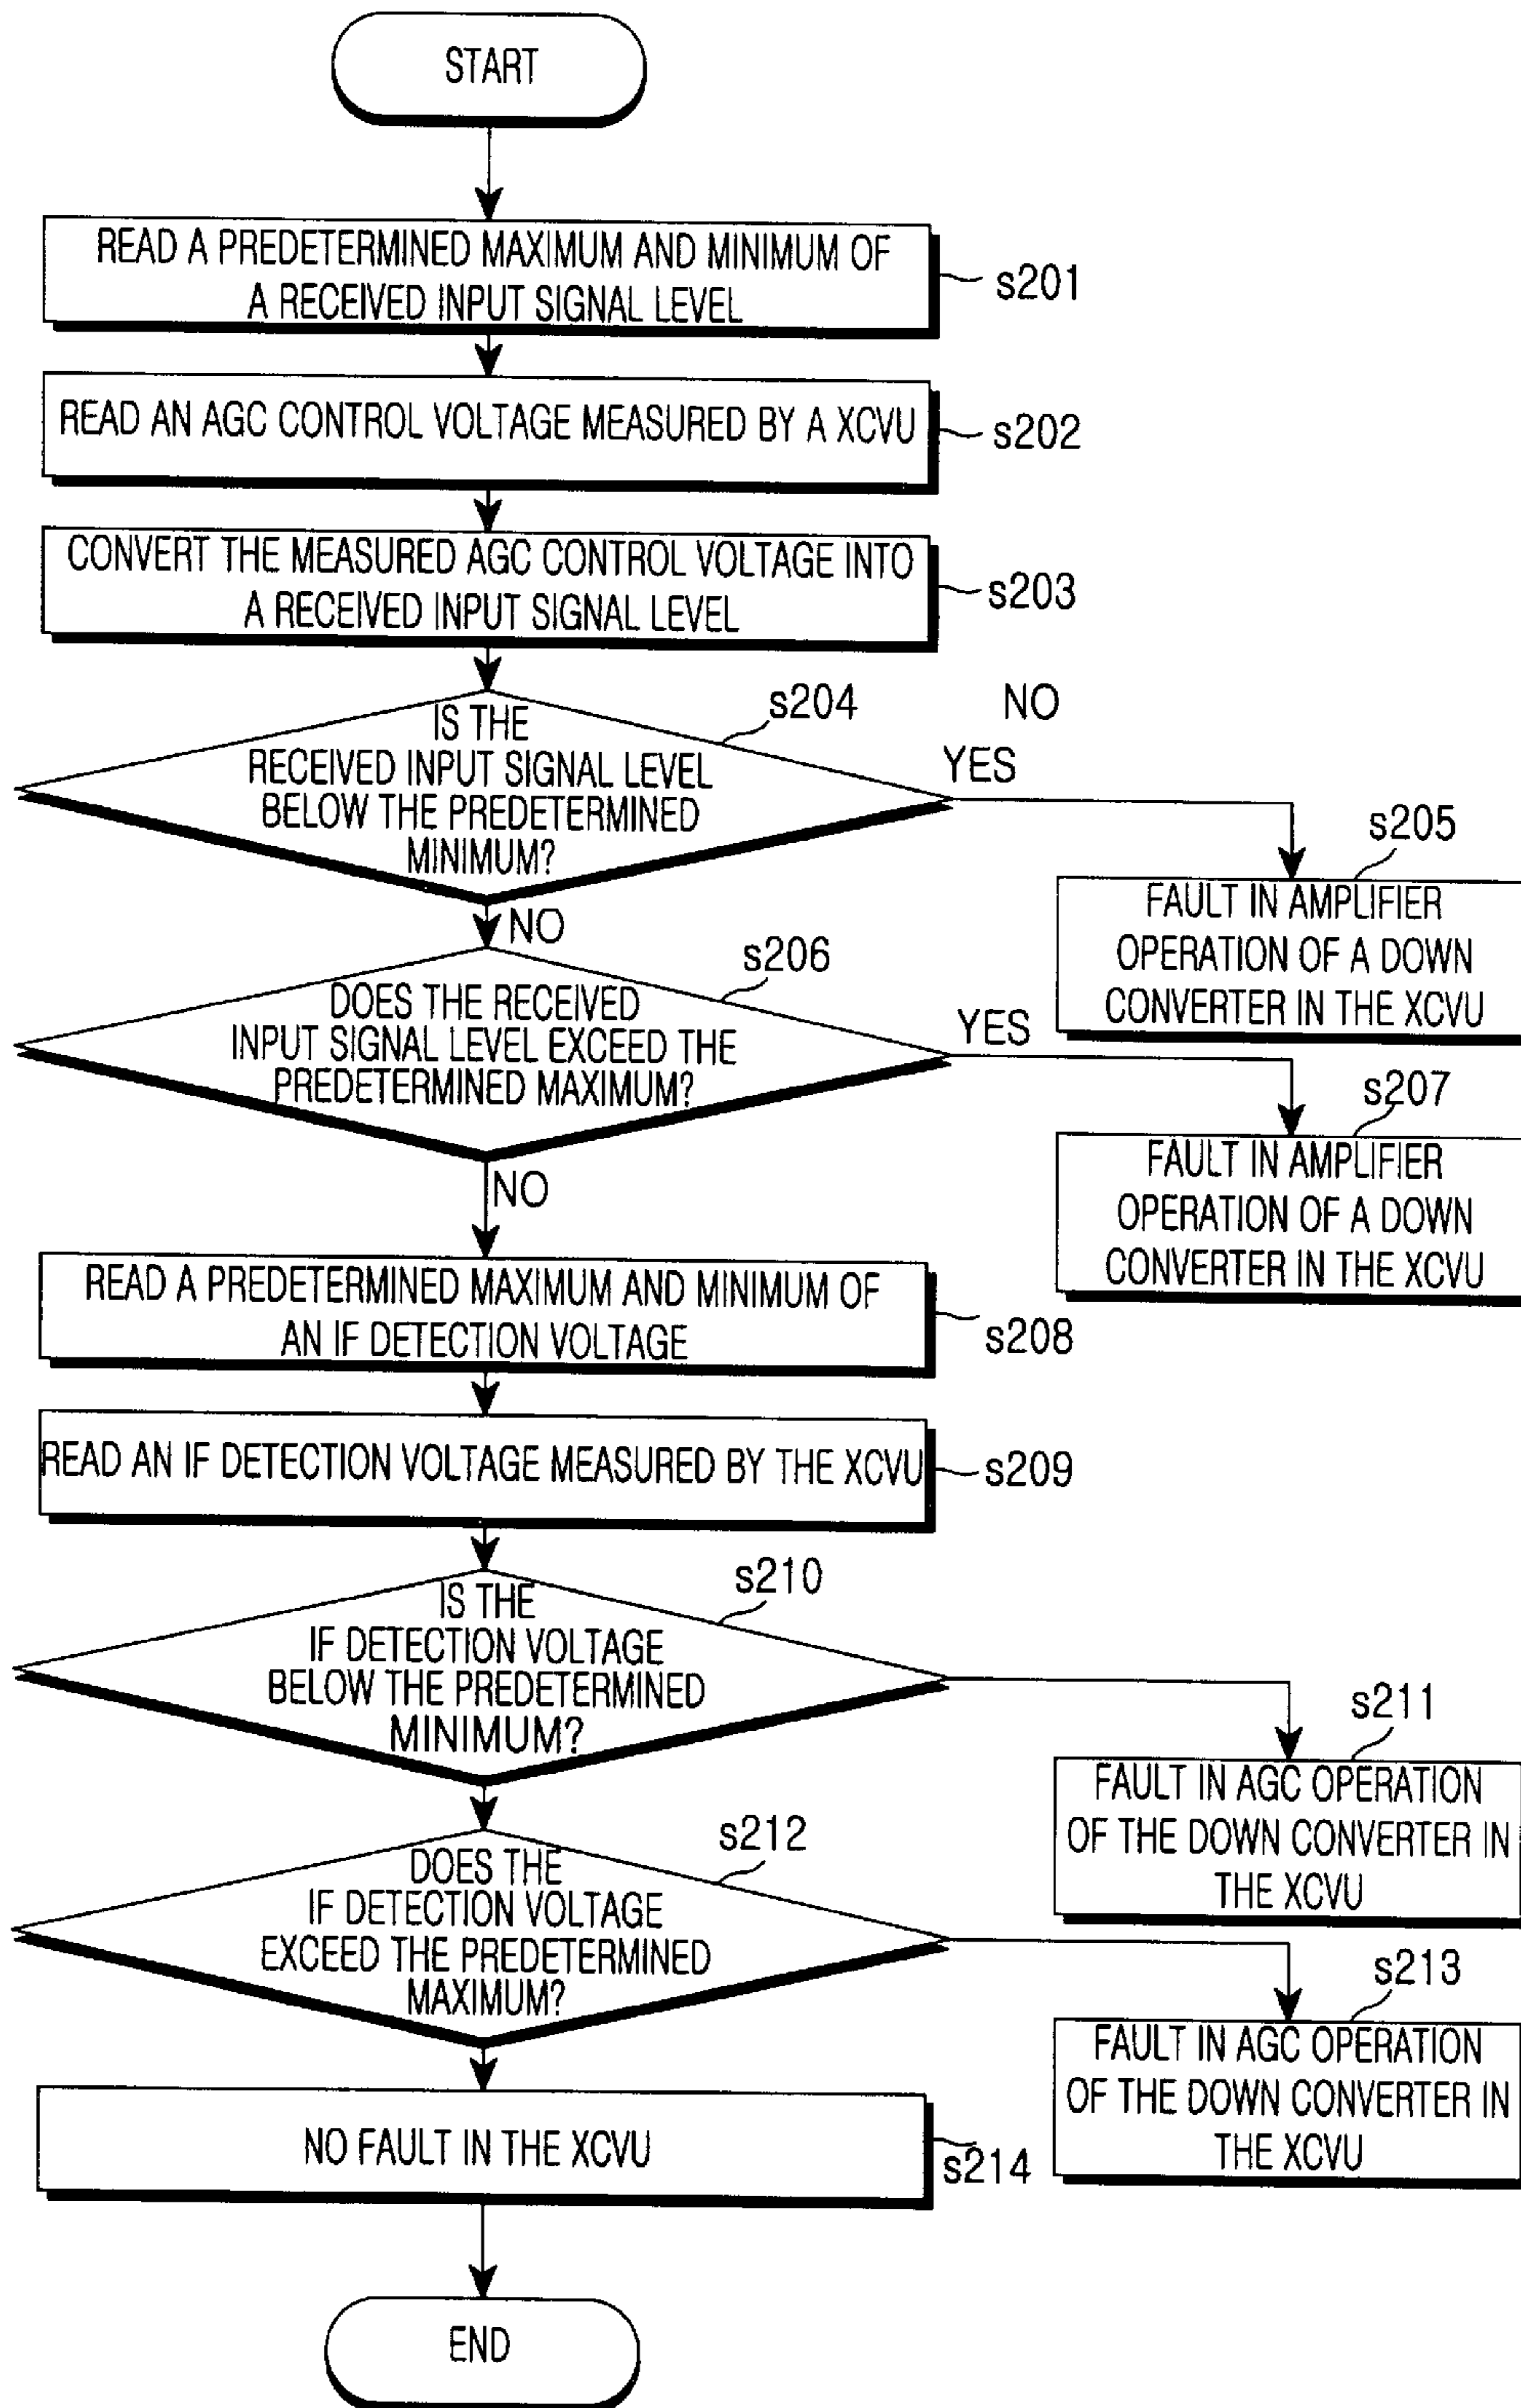 START
READ A PREDETERMINED MAXIMUM AND MINIMUM OF
A RECEIVED INPUT SIGNAL LEVEL
s201
READ AN AGC CONTROL VOLTAGE MEASURED BY A XCVU
s202
CONVERT THE MEASURED AGC CONTROL VOLTAGE INTO
A RECEIVED INPUT SIGNAL LEVEL
s203
IS THE
RECEIVED INPUT SIGNAL LEVEL
BELOW THE PREDETERMINED
MINIMUM?
s204
NO
YES
s205
FAULT IN AMPLIFIER
OPERATION OF A DOWN
CONVERTER IN THE XCVU
NO
DOES THE RECEIVED
INPUT SIGNAL LEVEL EXCEED THE
PREDETERMINED MAXIMUM?
s206
YES
s207
FAULT IN AMPLIFIER
OPERATION OF A DOWN
CONVERTER IN THE XCVU
NO
READ A PREDETERMINED MAXIMUM AND MINIMUM OF
AN IF DETECTION VOLTAGE
s208
READ AN IF DETECTION VOLTAGE MEASURED BY THE XCVU
s209
IS THE
IF DETECTION VOLTAGE
BELOW THE PREDETERMINED
MINIMUM?
s210
s211
FAULT IN AGC OPERATION
OF THE DOWN CONVERTER IN
THE XCVU
DOES THE
IF DETECTION VOLTAGE
EXCEED THE PREDETERMINED
MAXIMUM?
s212
s213
FAULT IN AGC OPERATION
OF THE DOWN CONVERTER IN
THE XCVU
NO FAULT IN THE XCVU
s214
END